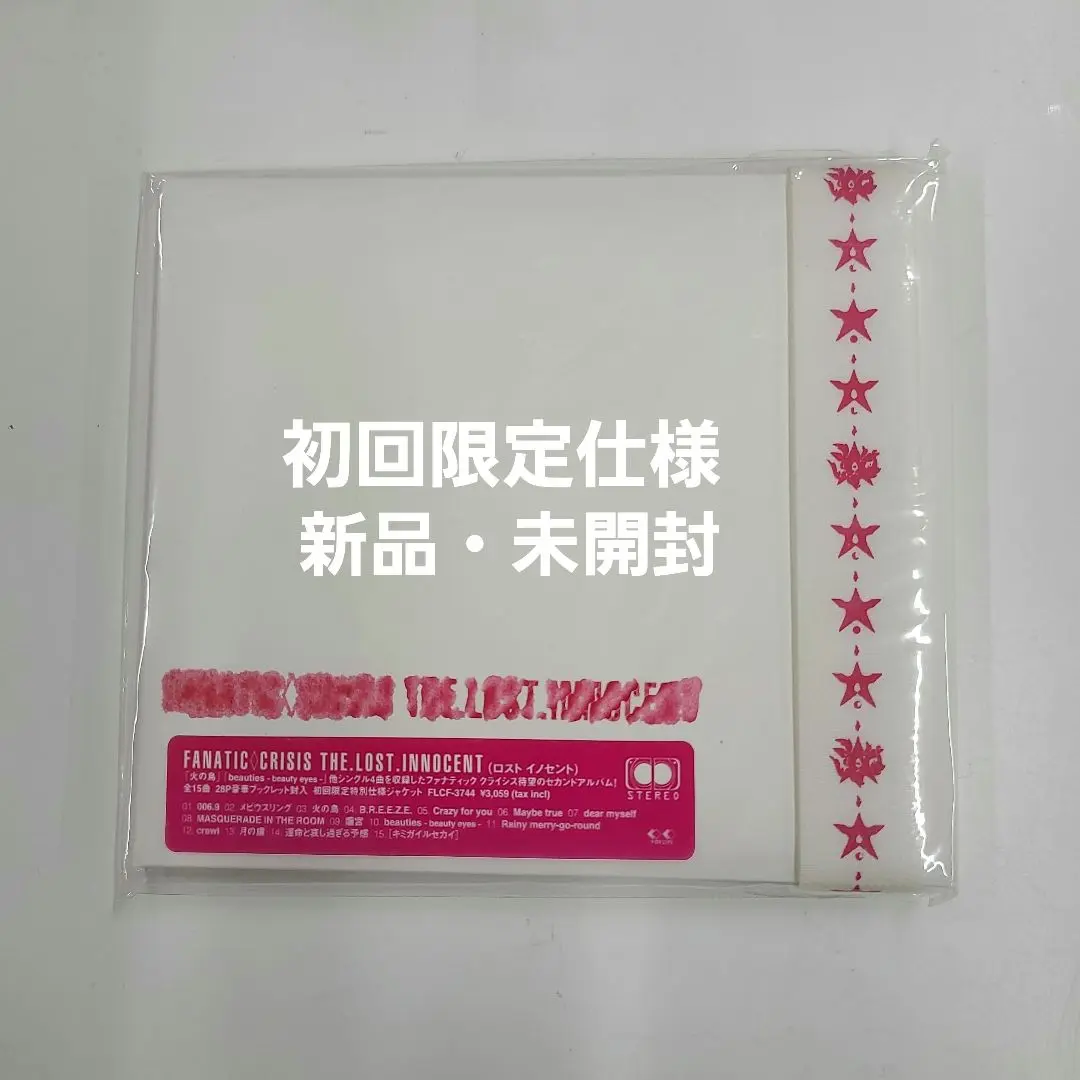 初回限定仕様
新品・未開封
FANATIC◇CRISIS THE.LOST.INNOCENT
FANATIC◇CRISIS THE.LOST.INNOCENT (ロスト イノセント)
「火の鳥」「beauties - beauty eyes -」他シングル4曲を収録したファナティック クライシス待望のセカンドアルバム!
全15曲 28P豪華ブックレット封入 初回限定特別仕様ジャケット FLCF-3744 ¥3,059 (tax incl)
01. 006.9 02. メビウスリング 03. 火の鳥 04. B.R.E.E.Z.E. 05. Crazy for you 06. Maybe true 07. dear myself
08. MASQUERADE IN THE ROOM 09. 10. beauties - beauty eyes - 11. Rainy merry-go-round
12. crawl 13. 月の 14. 運命と哀し過ぎる予感 15. [キミガイルセカイ]
STEREO